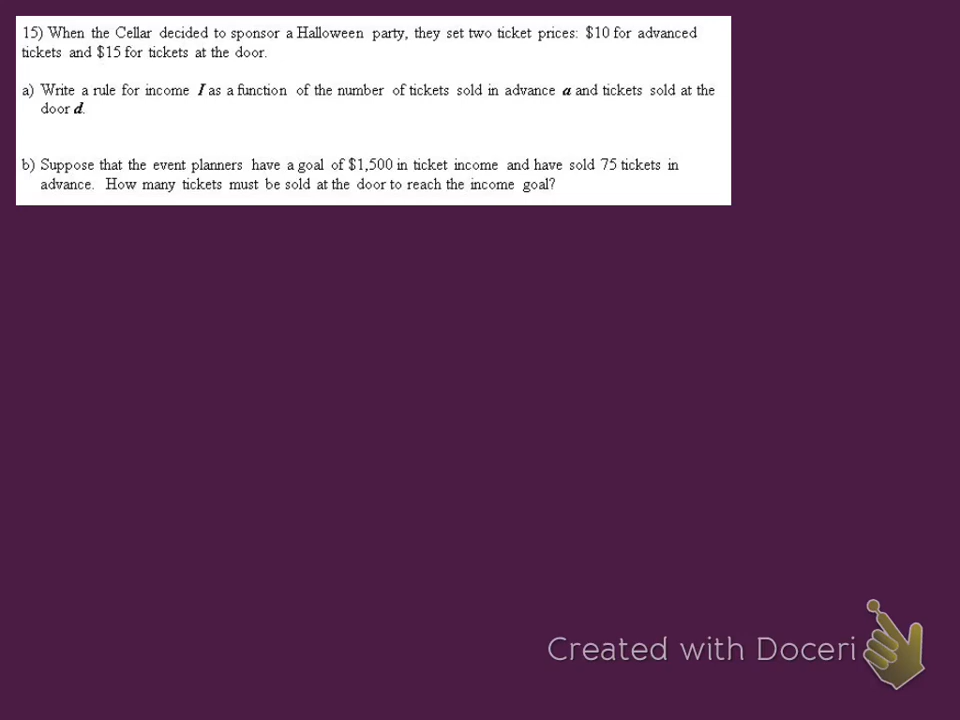 15) When the Cellar decided to sponsor a Halloween party, they set two ticket prices: $10 for advanced
tickets and $15 for tickets at the door.
a) Write a rule for income I as a function of the number of tickets sold in advance a and tickets sold at the
door d.
b) Suppose that the event planners have a goal of $1,500 in ticket income and have sold 75 tickets in
advance. How many tickets must be sold at the door to reach the income goal?
Created with Doceri